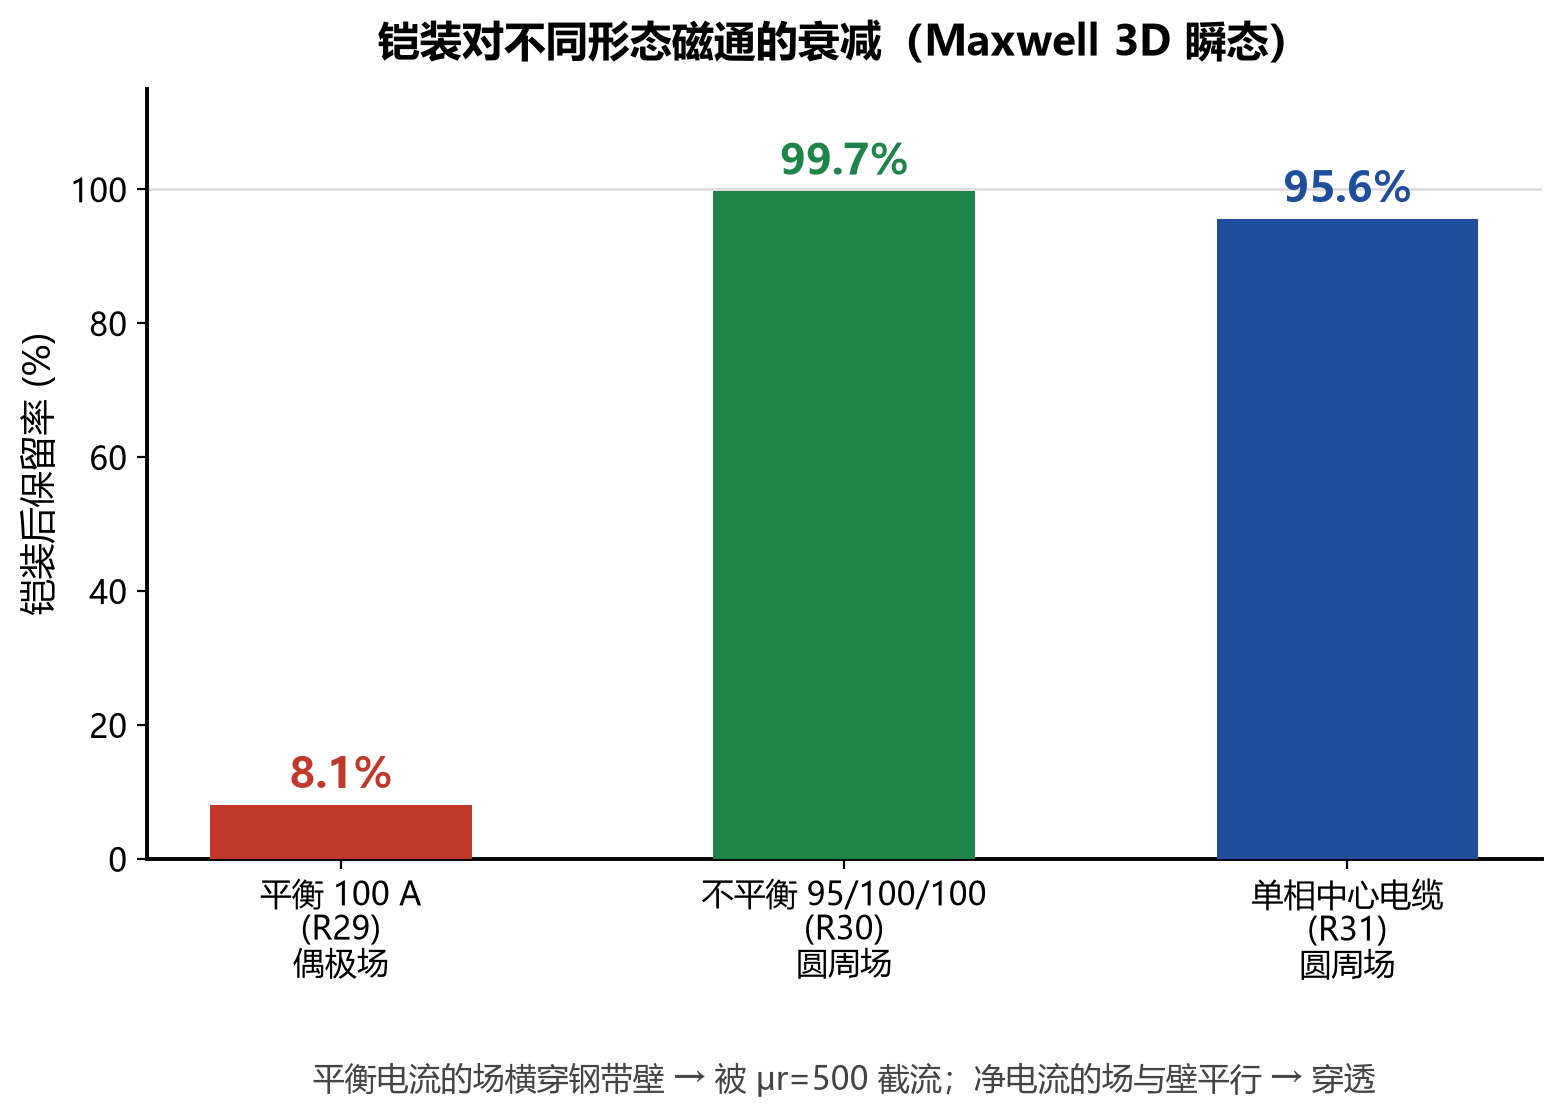 铠装对不同形态磁通的衰减（Maxwell 3D 瞬态）
铠装后保留率 (%)
100
80
60
40
20
0
8.1%
99.7%
95.6%
平衡 100 A
(R29)
偶极场
不平衡 95/100/100
(R30)
圆周场
单相中心电缆
(R31)
圆周场
平衡电流的场横穿钢带壁 → 被 μr=500 截流；净电流的场与壁平行 → 穿透